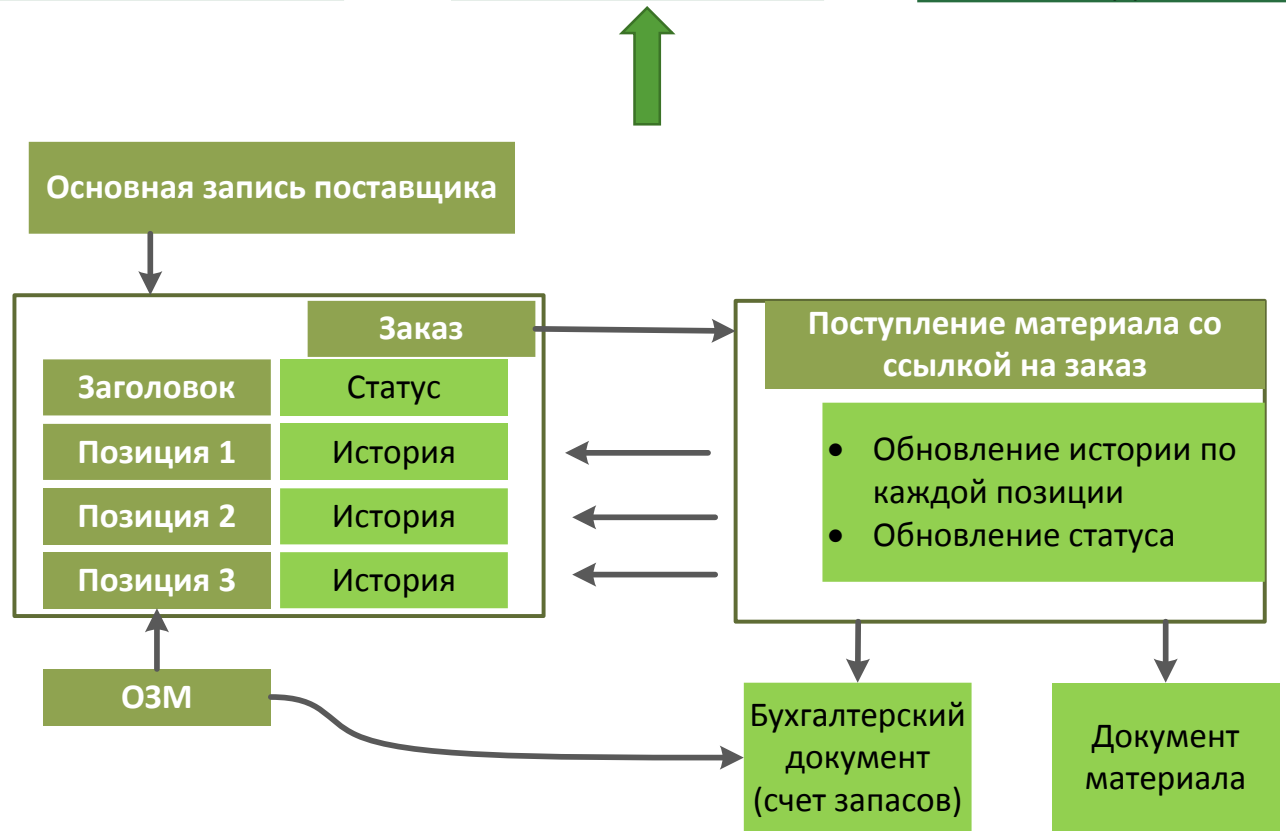 Основная запись поставщика
Заказ
Заголовок
Статус
Позиция 1
История
Позиция 2
История
Позиция 3
История
ОЗМ
Поступление материала со
ссылкой на заказ
• Обновление истории по
каждой позиции
• Обновление статуса
Бухгалтерский
документ
(счет запасов)
Документ
материала